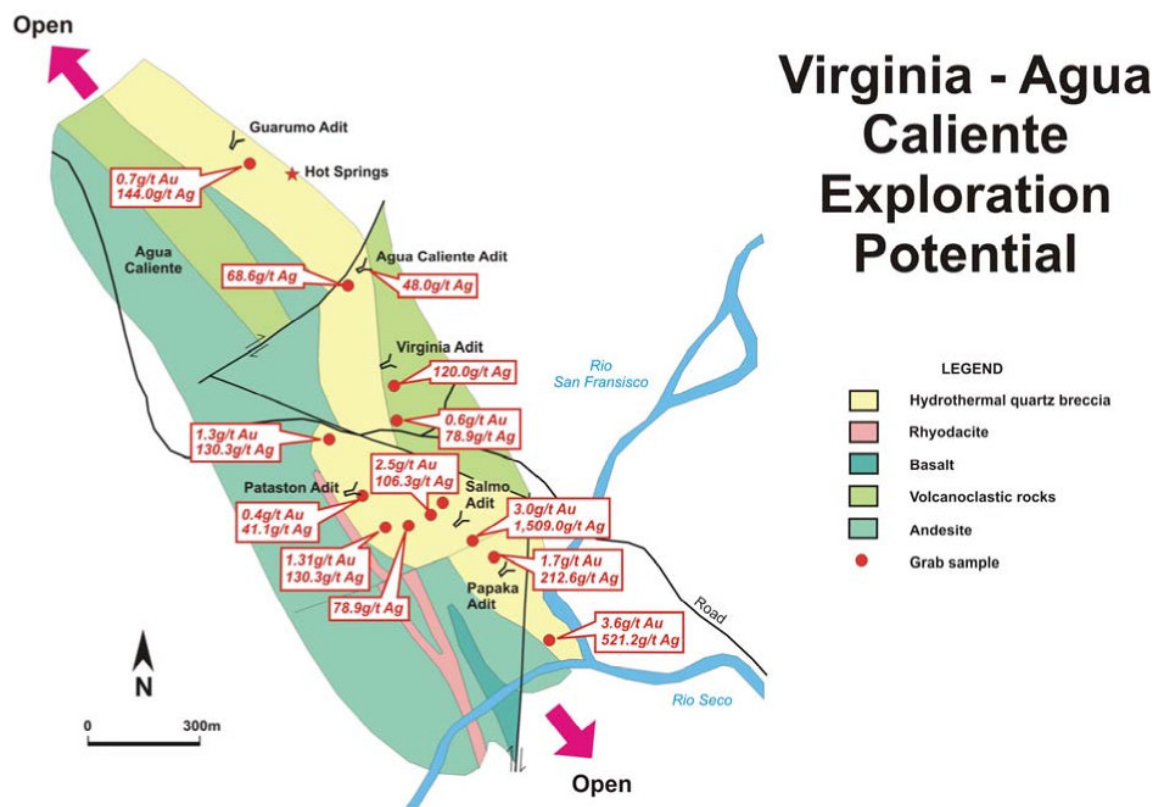 Open
Virginia - Agua
Caliente
Exploration
Potential
Guarumo Adit
Hot Springs
0.7g/t Au
144.0g/t Ag
Agua
Caliente
Agua Caliente Adit
68.6g/t Ag
48.0g/t Ag
Virginia Adit
120.0g/t Ag
Rio
San Fransisco
0.6g/t Au
78.9g/t Ag
1.3g/t Au
130.3g/t Ag
2.5g/t Au
106.3g/t Ag
Salmo
Adit
Pataston Adit
0.4g/t Au
41.1g/t Ag
3.0g/t Au
1,509.0g/t Ag
1.31g/t Au
130.3g/t Ag
1.7g/t Au
212.6g/t Ag
Papaka
Adit
78.9g/t Ag
3.6g/t Au
521.2g/t Ag
Road
Rio Seco
N
0 300m
Open
LEGEND
Hydrothermal quartz breccia
Rhyodacite
Basalt
Volcanoclastic rocks
Andesite
Grab sample